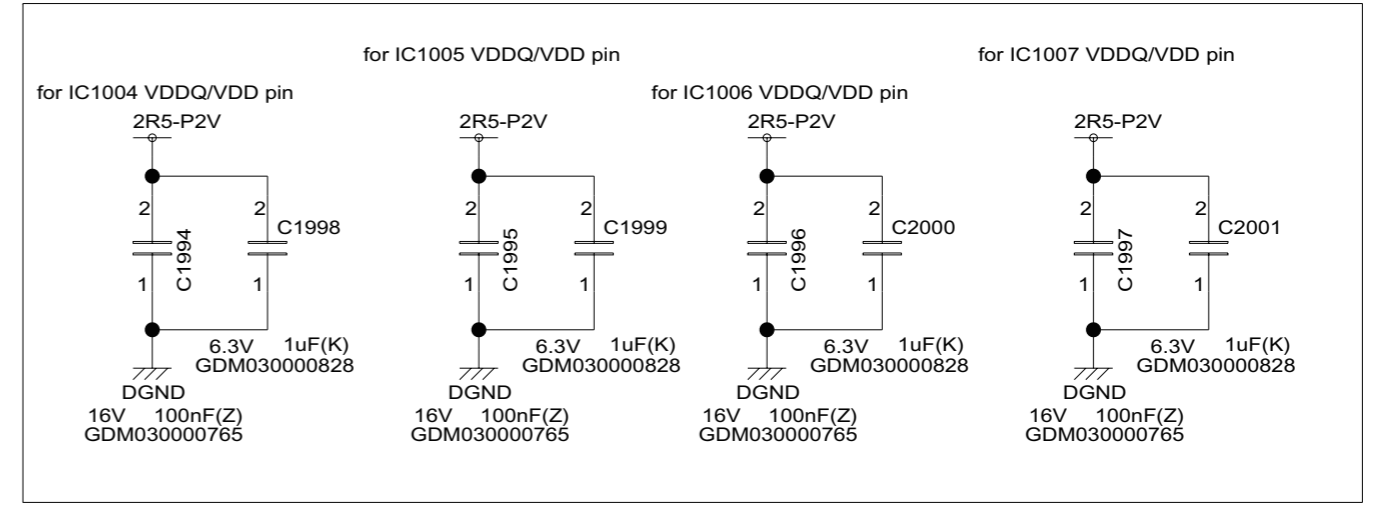 for IC1004 VDDQ/VDD pin
2R5-P2V
2
2
C1994
C1998
1
1
6.3V 1uF(K)
GDM030000828
DGND
16V 100nF(Z)
GDM030000765
for IC1005 VDDQ/VDD pin
2R5-P2V
2
2
C1995
C1999
1
1
6.3V 1uF(K)
GDM030000828
DGND
16V 100nF(Z)
GDM030000765
for IC1006 VDDQ/VDD pin
2R5-P2V
2
2
C1996
C2000
1
1
6.3V 1uF(K)
GDM030000828
DGND
16V 100nF(Z)
GDM030000765
for IC1007 VDDQ/VDD pin
2R5-P2V
2
2
C1997
C2001
1
1
6.3V 1uF(K)
GDM030000828
DGND
16V 100nF(Z)
GDM030000765